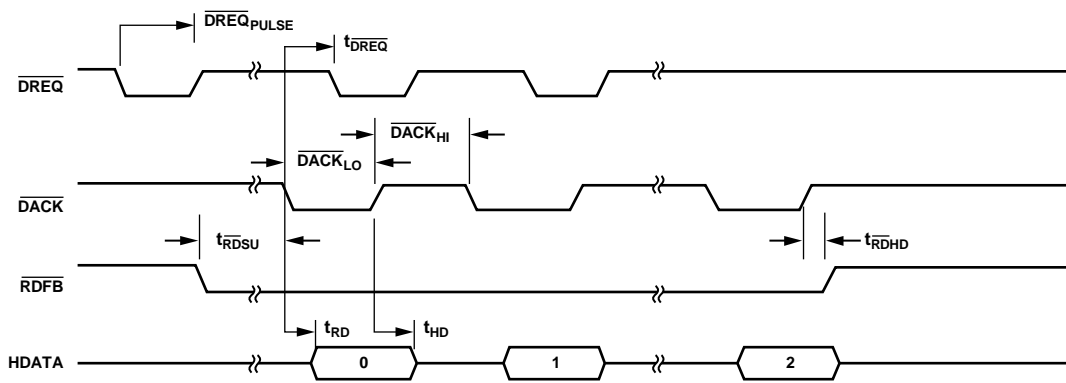 DREQPULSE
tDREQ
DREQ
DACKHI
DACKLO
DACK
tRDSU
tRDHD
RDFB
tRD
tHD
HDATA
0
1
2